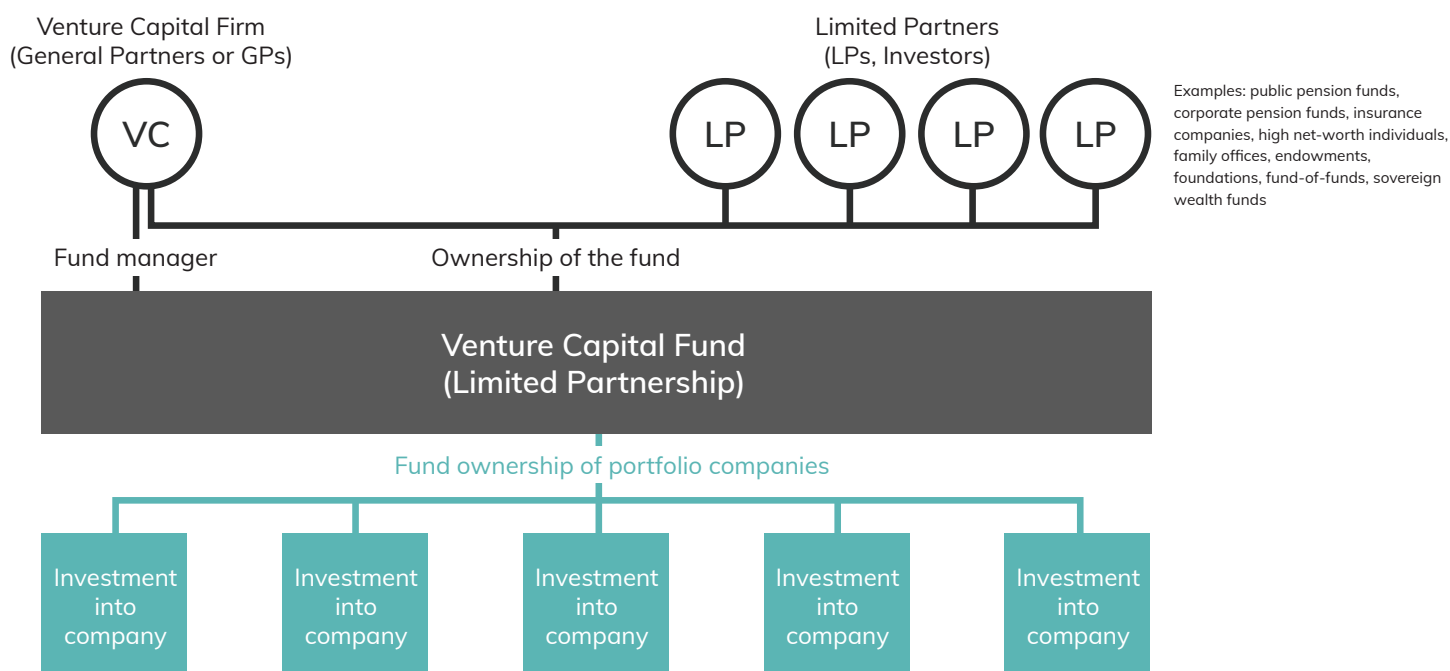 Venture Capital Firm
(General Partners or GPs)
Limited Partners
(LPs, Investors)
VC
LP
LP
LP
LP
Examples: public pension funds,
corporate pension funds, insurance
companies, high net-worth individuals,
family offices, endowments,
foundations, fund-of-funds, sovereign
wealth funds
Fund manager
Ownership of the fund
Venture Capital Fund
(Limited Partnership)
Fund ownership of portfolio companies
Investment
into
company
Investment
into
company
Investment
into
company
Investment
into
company
Investment
into
company